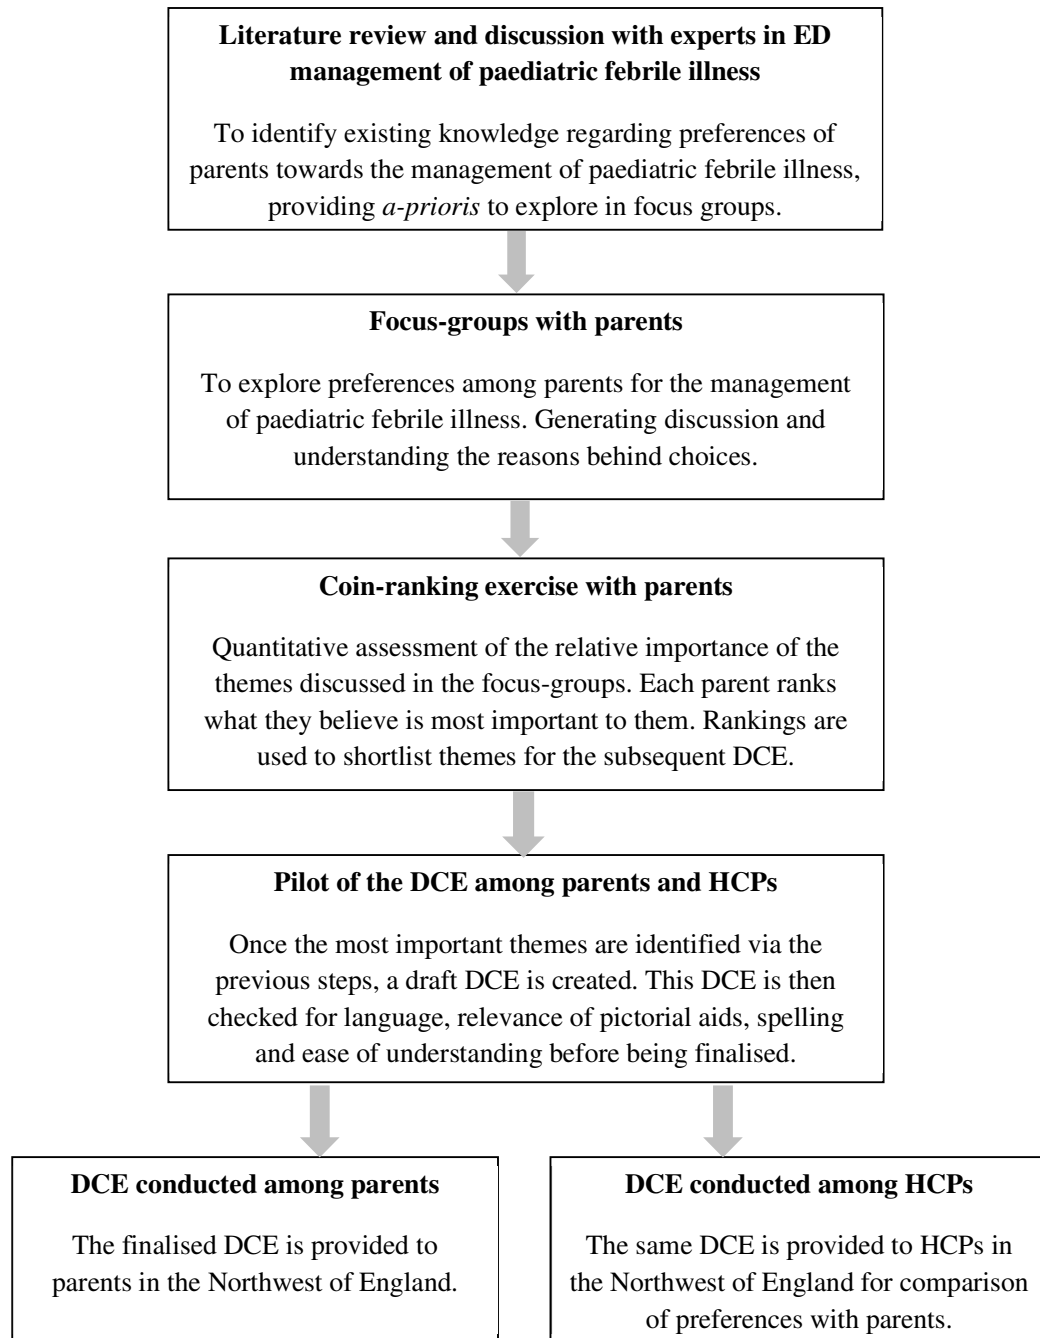 Literature review and discussion with experts in ED
management of paediatric febrile illness
To identify existing knowledge regarding preferences of
parents towards the management of paediatric febrile illness,
providing a-prioris to explore in focus groups.
Focus-groups with parents
To explore preferences among parents for the management
of paediatric febrile illness. Generating discussion and
understanding the reasons behind choices.
Coin-ranking exercise with parents
Quantitative assessment of the relative importance of the
themes discussed in the focus-groups. Each parent ranks
what they believe is most important to them. Rankings are
used to shortlist themes for the subsequent DCE.
Pilot of the DCE among parents and HCPs
Once the most important themes are identified via the
previous steps, a draft DCE is created. This DCE is then
checked for language, relevance of pictorial aids, spelling
and ease of understanding before being finalised.
DCE conducted among parents
The finalised DCE is provided to
parents in the Northwest of England.
DCE conducted among HCPs
The same DCE is provided to HCPs in
the Northwest of England for comparison
of preferences with parents.